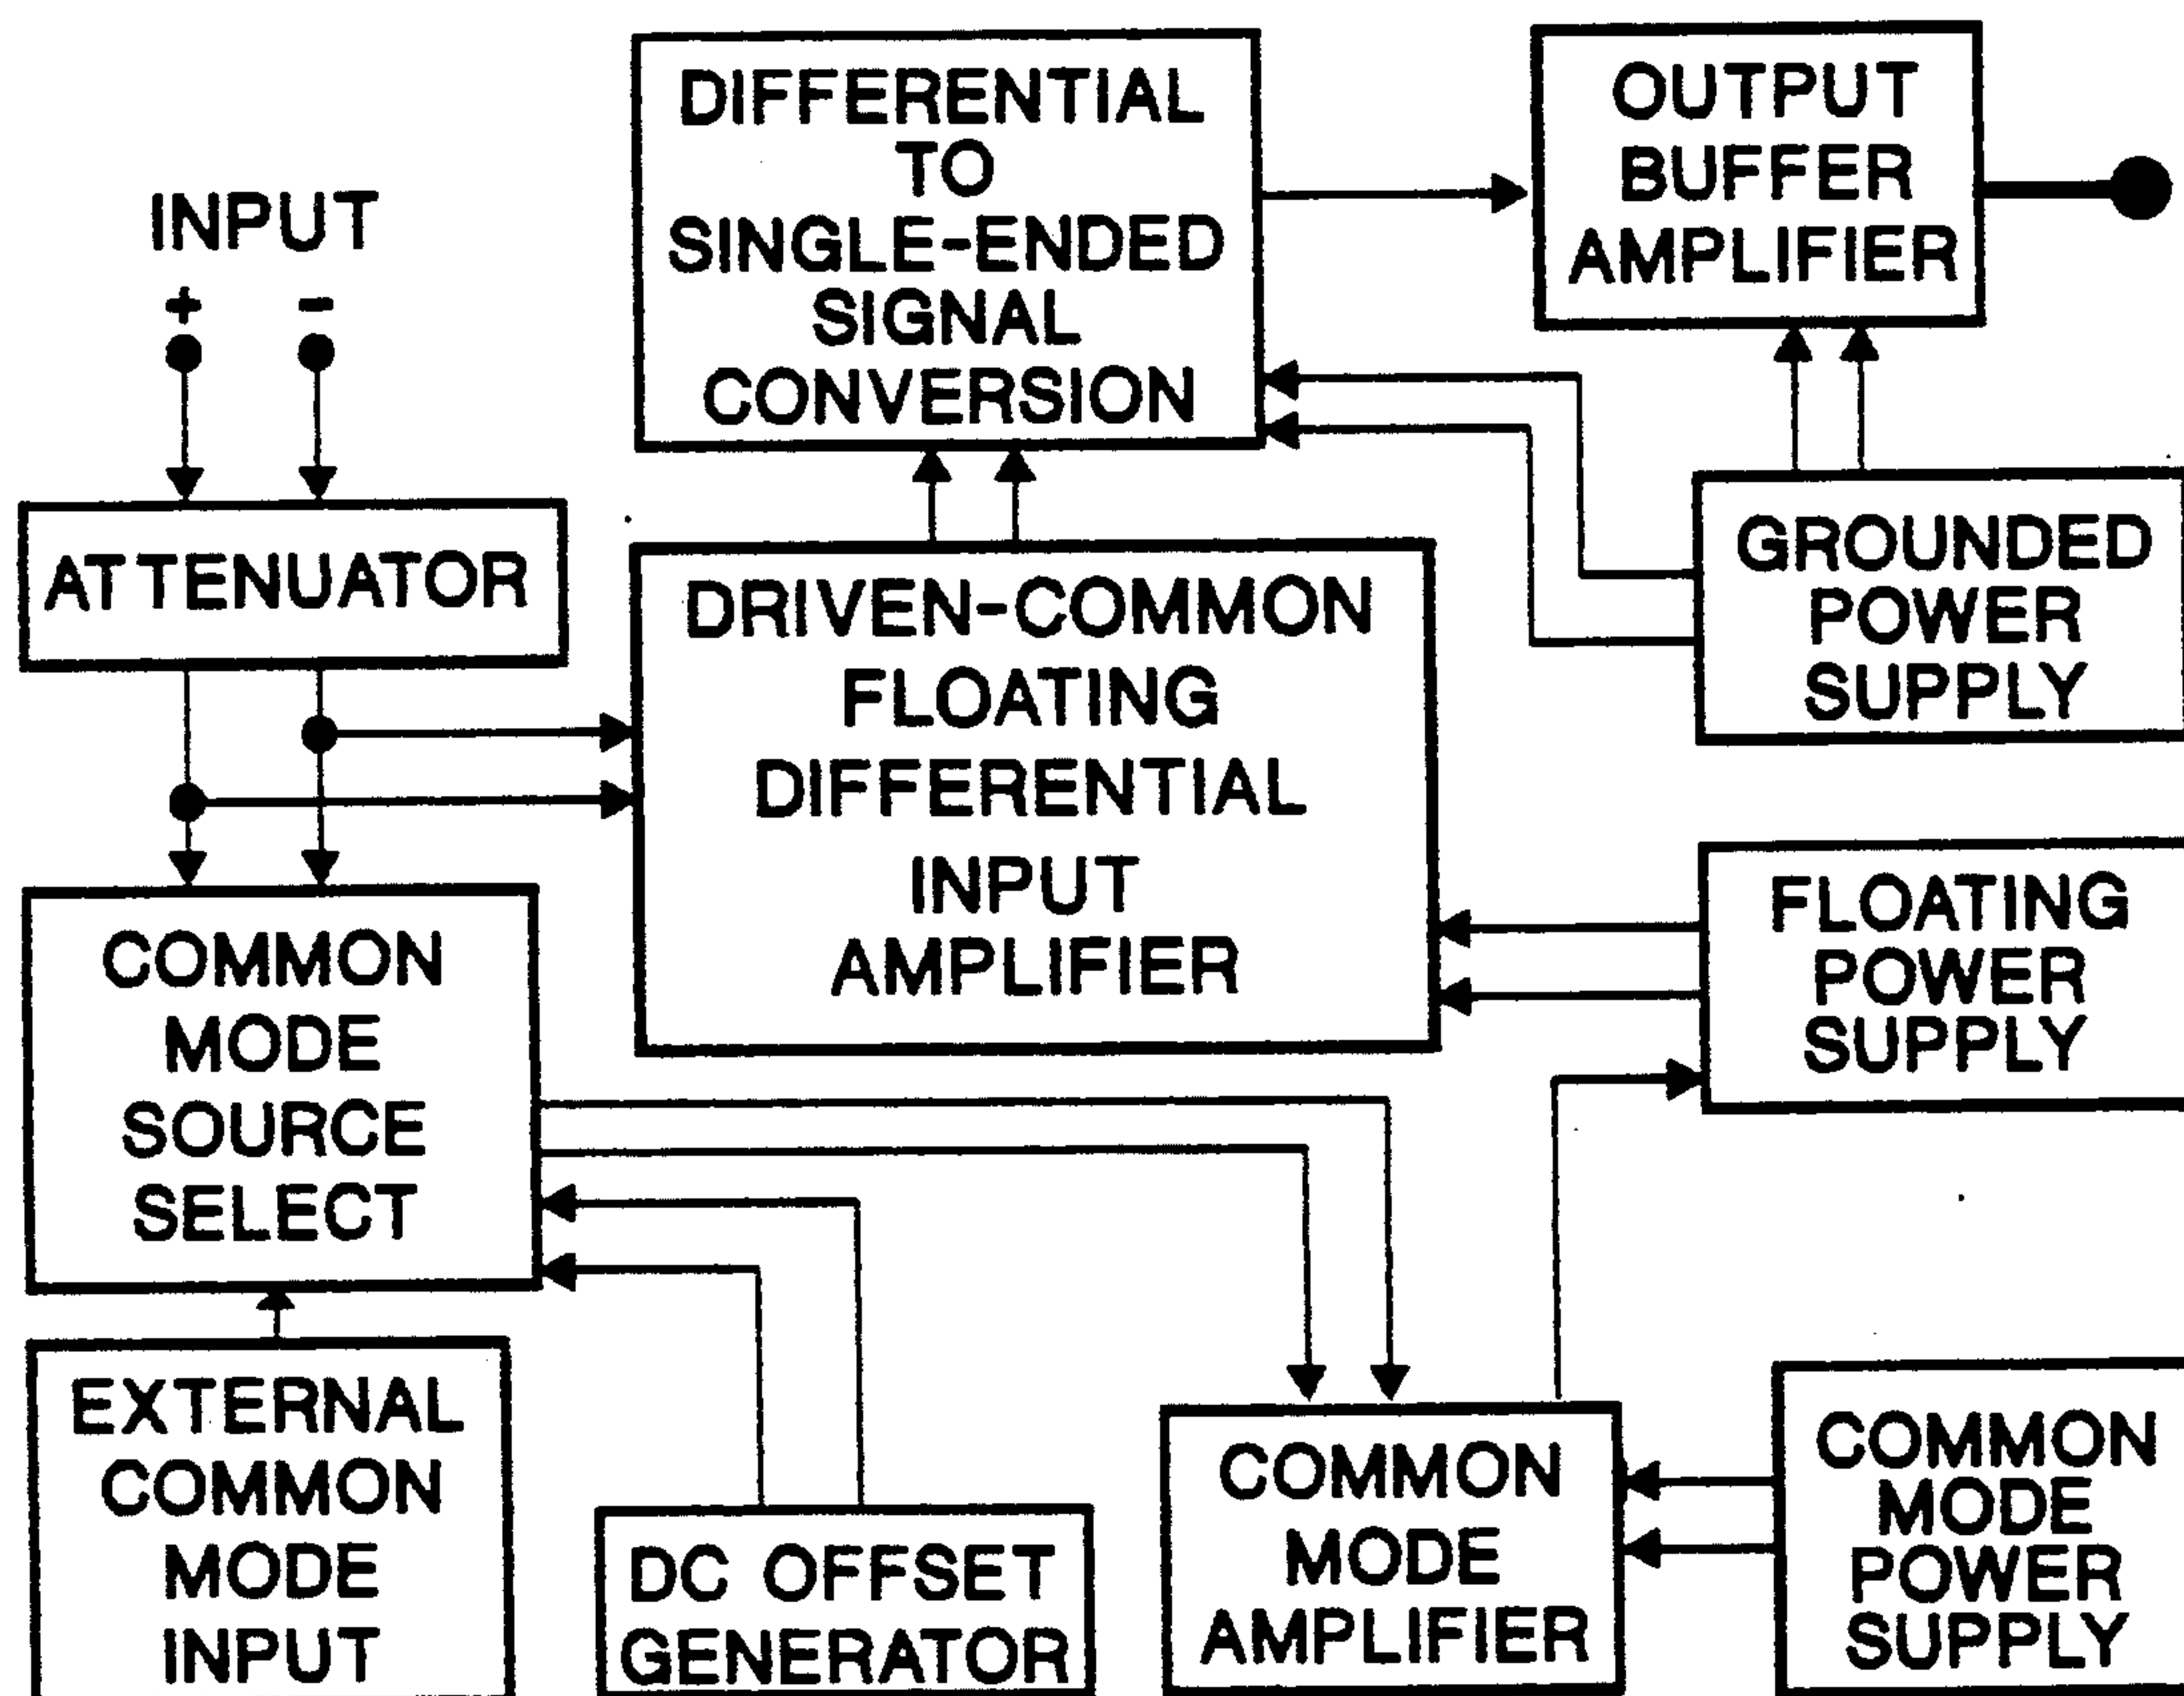 DIFFERENTIAL
TO
SINGLE-ENDED
SIGNAL
CONVERSION
OUTPUT
BUFFER
AMPLIFIER
INPUT
+ -
ATTENUATOR
DRIVEN-COMMON
FLOATING
DIFFERENTIAL
INPUT
AMPLIFIER
GROUNDED
POWER
SUPPLY
FLOATING
POWER
SUPPLY
COMMON
MODE
SOURCE
SELECT
EXTERNAL
COMMON
MODE
INPUT
DC OFFSET
GENERATOR
COMMON
MODE
AMPLIFIER
COMMON
MODE
POWER
SUPPLY